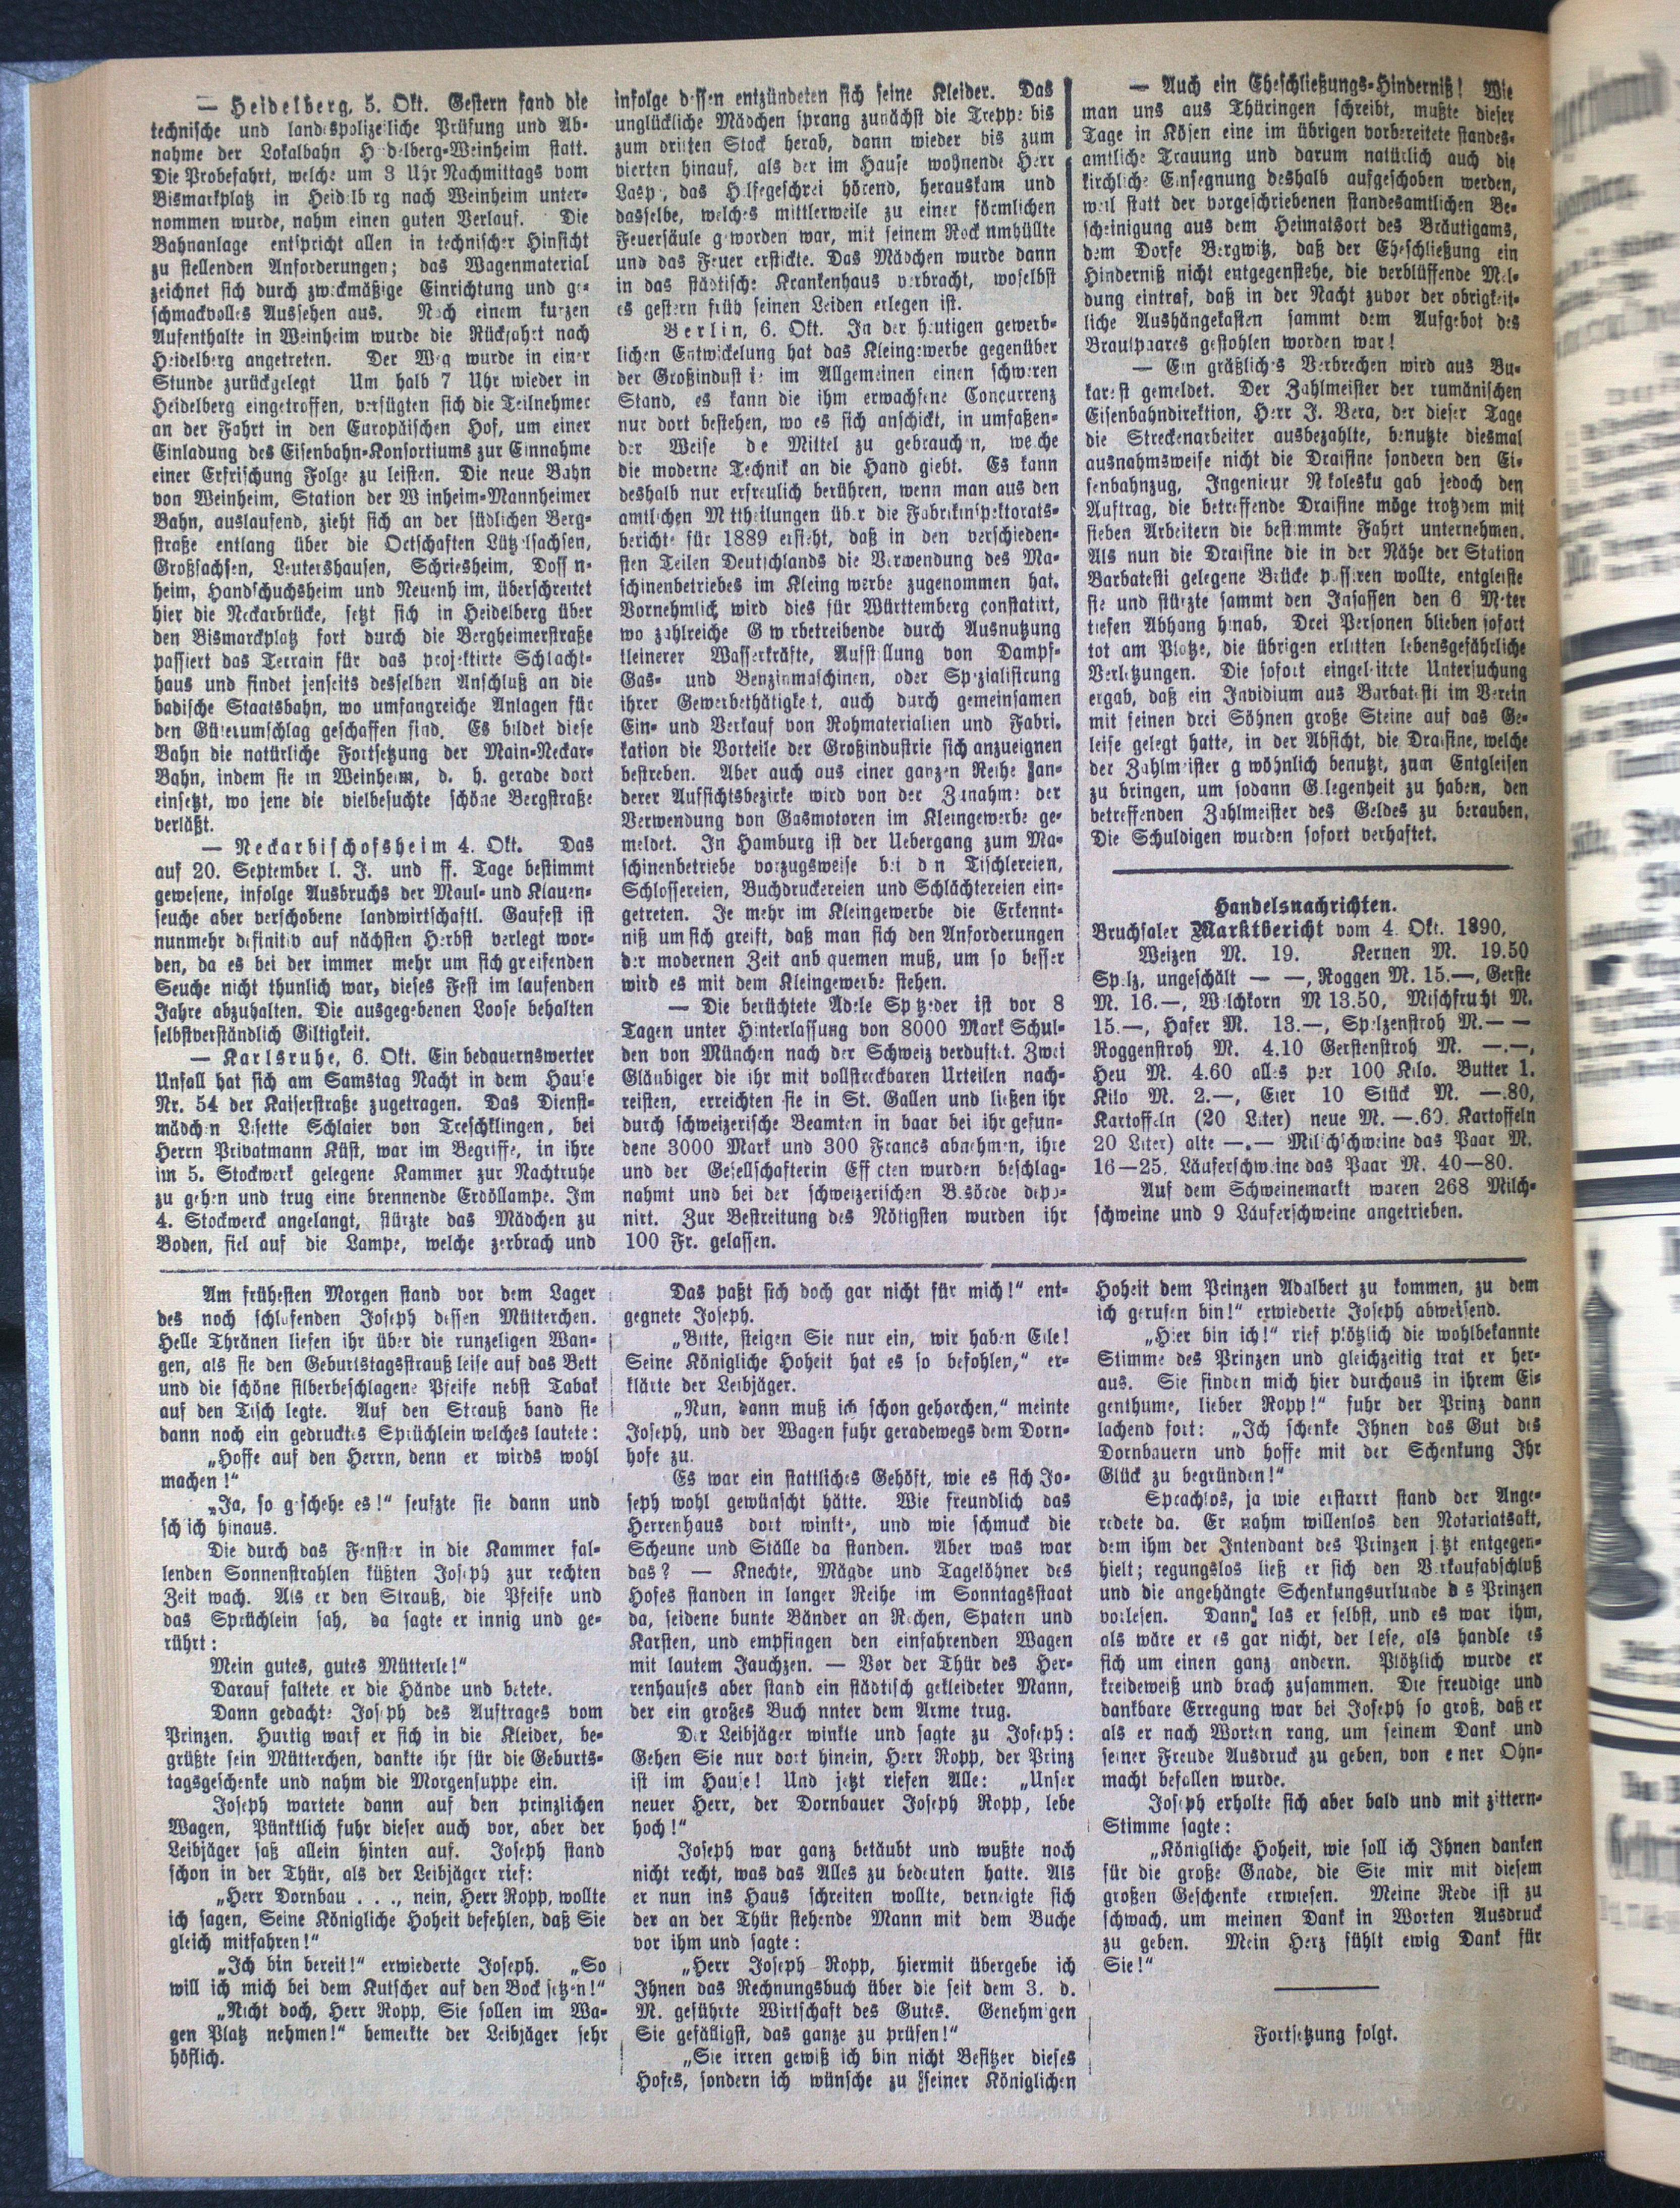 — Heidelberg, 5. Okt. Gestern fand die
technische und landespolizeiliche Prüfung und Ab-
nahme der Lokalbahn H delberg-Weinheim statt.
Die Probefahrt, welche um 3 Uhr Nachmittags vom
Bismarckplatz in Heidelb rg nach Weinheim unter-
nommen wurde, nahm einen guten Verlauf. Die
Bahnanlage entspricht allen in technischer Hinsicht
zu stellenden Anforderungen; das Wagenmaterial
zeichnet sich durch zweckmäßige Einrichtung und ge-
schmackvolles Aussehen aus. Nach einem kurzen
Aufenthalte in Weinheim wurde die Rückfahrt nach
Heidelberg angetreten. Der Weg wurde in einer
Stunde zurückgelegt Um halb 7 Uhr wieder in
Heidelberg eingetroffen, verfügten sich die Teilnehmer
an der Fahrt in den Europäischen Hof, um einer
Einladung des Eisenbahn-Konsortiums zur Einnahme
einer Erfrischung Folge zu leisten. Die neue Bahn
von Weinheim, Station der W inheim-Mannheimer
Bahn, auslaufend, zieht sich an der südlichen Berg-
straße entlang über die Ortschaften Lützelsachsen,
Großsachsen, Leutershausen, Schriesheim, Doss n-
heim, Handschuchsheim und Neuenh im, überschreitet
hier die Neckarbrücke, setzt sich in Heidelberg über
den Bismarckplatz fort durch die Bergheimerstraße
passiert das Terrain für das projektirte Schlacht-
haus und findet jenseits desselben Anschluß an die
badische Staatsbahn, wo umfangreiche Anlagen für
den Güterumschlag geschaffen sind. Es bildet diese
Bahn die natürliche Fortsetzung der Main-Neckar-
Bahn, indem sie in Weinheim, d. h. gerade dort
einsetzt, wo jene die vielbesuchte schöne Bergstraße
verläßt.
— Neckarbischofsheim 4. Okt. Das
auf 20. September l. J. und ff. Tage bestimmt
gewesene, infolge Ausbruchs der Maul- und Klauen-
seuche aber verschobene landwirtschaftl. Gaufest ist
nunmehr definitiv auf nächsten Herbst verlegt wor-
den, da es bei der immer mehr um sich greifenden
Seuche nicht thunlich war, dieses Fest im laufenden
Jahre abzuhalten. Die ausgegebenen Loose behalten
selbstverständlich Giltigkeit.
— Karlsruhe, 6. Okt. Ein bedauernswerter
Unfall hat sich am Samstag Nacht in dem Hause
Nr. 54 der Kaiserstraße zugetragen. Das Dienst-
mädchen Lisette Schlaier von Treschklingen, bei
Herrn Privatmann Küst, war im Begriffe, in ihre
im 5. Stockwerk gelegene Kammer zur Nachtruhe
zu gehen und trug eine brennende Erdöllampe. Im
4. Stockwerck angelangt, stürzte das Mädchen zu
Boden, fiel auf die Lampe, welche zerbrach und
infolge dessen entzündeten sich seine Kleider. Das
unglückliche Mädchen sprang zunächst die Treppe bis
zum dritten Stock herab, dann wieder bis zum
vierten hinauf, als der im Hause wohnende Herr
Lasp, das Hilfegeschrei hörend, herauskam und
dasselbe, welches mittlerweile zu einer förmlichen
Feuersäule geworden war, mit seinem Rock nmhüllte
und das Feuer erstickte. Das Mädchen wurde dann
in das städtische Krankenhaus verbracht, woselbst
es gestern früh seinen Leiden erlegen ist.
Berlin, 6. Okt. In der heutigen gewerb-
lichen Entwickelung hat das Kleingewerbe gegenüber
der Großindust ie im Allgemeinen einen schweren
Stand, es kann die ihm erwachsene Concurrenz
nur dort bestehen, wo es sich anschickt, in umfaßen-
der Weise de Mittel zu gebrauchen, welche
die moderne Technik an die Hand giebt. Es kann
deshalb nur erfreulich berühren, wenn man aus den
amtlichen Mittheilungen über die Fabrikinspektorats-
berichte für 1889 ersieht, daß in den verschieden-
sten Teilen Deutschlands die Verwendung des Ma-
schinenbetriebes im Kleing werbe zugenommen hat.
Vornehmlich wird dies für Württemberg constatirt,
wo zahlreiche G w rbetreibende durch Ausnutzung
kleinerer Wasserkräfte, Aufstellung von Dampf-
Gas- und Benzinmaschinen, oder Spezialisirung
ihrer Gewerbethätigkeit, auch durch gemeinsamen
Ein- und Verkauf von Rohmaterialien und Fabri-
kation die Vorteile der Großindustrie sich anzueignen
bestreben. Aber auch aus einer ganzen Reihe an-
derer Aufsichtsbezirke wird von der Zunahme der
Verwendung von Gasmotoren im Kleingewerbe ge-
meldet. In Hamburg ist der Uebergang zum Ma-
schinenbetriebe vorzugsweise bei d n Tischlereien,
Schlossereien, Buchdruckereien und Schlächtereien ein-
getreten. Je mehr im Kleingewerbe die Erkennt-
niß um sich greift, daß man sich den Anforderungen
der modernen Zeit anb quemen muß, um so besser
wird es mit dem Kleingewerbe stehen.
— Die berüchtete Adele Spitzeder ist vor 8
Tagen unter Hinterlassung von 8000 Mark Schul-
den von München nach der Schweiz verduftet. Zwei
Gläubiger die ihr mit vollstreckbaren Urteilen nach-
reisten, erreichten sie in St. Gallen und ließen ihr
durch schweizerische Beamten in baar bei ihr gefun-
dene 3000 Mark und 300 Francs abnehmen, ihre
und der Gesellschafterin Eff cten wurden beschlag-
nahmt und bei der schweizerischen Behörde depo-
nirt. Zur Bestreitung des Nötigsten wurden ihr
100 Fr. gelassen.
— Auch ein Eheschließungs-Hinderniß! Wie
man uns aus Thüringen schreibt, mußte dieser
Tage in Kösen eine im übrigen vorbereitete standes-
amtliche Trauung und darum natürlich auch die
kirchliche Einsegnung deshalb aufgeschoben werden,
weil statt der vorgeschriebenen standesamtlichen Be-
scheinigung aus dem Heimatsort des Bräutigams,
dem Dorfe Bergwitz, daß der Eheschließung ein
Hinderniß nicht entgegenstehe, die verblüffende Mel-
dung eintraf, daß in der Nacht zuvor der obrigkeit-
liche Aushängekasten sammt dem Aufgebot des
Brautpaares gestohlen worden war!
— Ein gräßliches Verbrechen wird aus Bu-
karest gemeldet. Der Zahlmeister der rumänischen
Eisenbahndirektion, Herr J. Vera, der dieser Tage
die Streckenarbeiter ausbezahlte, benutzte diesmal
ausnahmsweise nicht die Draisine sondern den Ei-
senbahnzug, Ingenieur Nikolesku gab jedoch den
Auftrag, die betreffende Draisine möge trotzdem mit
sieben Arbeitern die bestimmte Fahrt unternehmen.
Als nun die Draisine die in der Nähe der Station
Barbatesti gelegene Brücke passiren wollte, entgleiste
sie und stürzte sammt den Insassen den 6 Meter
tiefen Abhang hinab. Drei Personen blieben sofort
tot am Platze, die übrigen erlitten lebensgefährliche
Verletzungen. Die sofort eingeleitete Untersuchung
ergab, daß ein Invidium aus Barbatesti im Verein
mit seinen drei Söhnen große Steine auf das Ge-
leise gelegt hatte, in der Absicht, die Draisine, welche
der Zahlmeister g wöhnlich benutzt, zum Entgleisen
zu bringen, um sodann Gelegenheit zu haben, den
betreffenden Zahlmeister des Geldes zu berauben.
Die Schuldigen wurden sofort verhaftet.
Handelsnachrichten.
Bruchsaler Marktbericht vom 4. Okt. 1890.
Weizen M. 19. Kernen M. 19.50
Spelz, ungeschält — —, Roggen M. 15.—, Gerste
M. 16.—, Welchkorn M 13.50, Mischfrucht M.
15.—, Hafer M. 13.—, Spelzenstroh M.— —
Roggenstroh M. 4.10 Gerstenstroh M. —.—,
Heu M. 4.60 alles per 100 Kilo. Butter 1.
Kilo M. 2.—, Eier 10 Stück M. —.80,
Kartoffeln (20 Liter) neue M. —.60. Kartoffeln
20 Liter) alte —.— Milchschweine das Paar M.
16—25. Läuferschweine das Paar M. 40—80.
Auf dem Schweinemarkt waren 268 Milch-
schweine und 9 Läuferschweine angetrieben.
Am frühesten Morgen stand vor dem Lager
des noch schlafenden Joseph dessen Mütterchen.
Helle Thränen liefen ihr über die runzeligen Wan-
gen, als sie den Geburtstagsstrauß leise auf das Bett
und die schöne silberbeschlagene Pfeife nebst Tabak
auf den Tisch legte. Auf den Strauß band sie
dann noch ein gedrucktes Sprüchlein welches lautete:
„Hoffe auf den Herrn, denn er wirds wohl
machen!“
„Ja, so geschehe es!“ seufzte sie dann und
sch ich hinaus.
Die durch das Fenster in die Kammer fal-
lenden Sonnenstrahlen küßten Joseph zur rechten
Zeit wach. Als er den Strauß, die Pfeife und
das Sprüchlein sah, da sagte er innig und ge-
rührt:
Mein gutes, gutes Mütterle!“
Darauf faltete er die Hände und betete.
Dann gedachte Joseph des Auftrages vom
Prinzen. Hurtig warf er sich in die Kleider, be-
grüßte sein Mütterchen, dankte ihr für die Geburts-
tagsgeschenke und nahm die Morgensuppe ein.
Joseph wartete dann auf den prinzlichen
Wagen, Pünktlich fuhr dieser auch vor, aber der
Leibjäger saß allein hinten auf. Joseph stand
schon in der Thür, als der Leibjäger rief:
„Herr Dornbau . . ., nein, Herr Ropp, wollte
ich sagen, Seine Königliche Hoheit befehlen, daß Sie
gleich mitfahren!“
„Ich bin bereit!“ erwiederte Joseph. „So
will ich mich bei dem Kutscher auf den Bock setzen!“
„Nicht doch, Herr Ropp, Sie sollen im Wa-
gen Platz nehmen!“ bemerkte der Leibjäger sehr
höflich.
Das paßt sich doch gar nicht für mich!“ ent-
gegnete Joseph.
„Bitte, steigen Sie nur ein, wir haben Eile!
Seine Königliche Hoheit hat es so befohlen,“ er-
klärte der Leibjäger.
„Nun, dann muß ich schon gehorchen,“ meinte
Joseph, und der Wagen fuhr geradewegs dem Dorn-
hofe zu.
Es war ein stattliches Gehöft, wie es sich Jo-
seph wohl gewünscht hätte. Wie freundlich das
Herrenhaus dort winkte, und wie schmuck die
Scheune und Ställe da standen. Aber was war
das? — Knechte, Mägde und Tagelöhner des
Hofes standen in langer Reihe im Sonntagsstaat
da, seidene bunte Bänder an Rechen, Spaten und
Karsten, und empfingen den einfahrenden Wagen
mit lautem Jauchzen. — Vor der Thür des Her-
renhauses aber stand ein städtisch gekleideter Mann,
der ein großes Buch nnter dem Arme trug.
Der Leibjäger winkte und sagte zu Joseph:
Gehen Sie nur dort hinein, Herr Ropp, der Prinz
ist im Hause! Und jetzt riefen Alle: „Unser
neuer Herr, der Dornbauer Joseph Ropp, lebe
hoch!“
Joseph war ganz betäubt und wußte noch
nicht recht, was das Alles zu bedeuten hatte. Als
er nun ins Haus schreiten wollte, verneigte sich
der an der Thür stehende Mann mit dem Buche
vor ihm und sagte:
„Herr Joseph Ropp, hiermit übergebe ich
Ihnen das Rechnungsbuch über die seit dem 3. d.
M. geführte Wirtschaft des Gutes. Genehmigen
Sie gefälligst, das ganze zu prüfen!“
„Sie irren gewiß ich bin nicht Besitzer dieses
Hofes, sondern ich wünsche zu seiner Königlichen
Hoheit dem Prinzen Adalbert zu kommen, zu dem
ich gerufen bin!“ erwiederte Joseph abweisend.
„Hier bin ich!“ rief plötzlich die wohlbekannte
Stimme des Prinzen und gleichzeitig trat er her-
aus. Sie finden mich hier durchaus in ihrem Ei-
genthume, lieber Ropp!“ fuhr der Prinz dann
lachend fort: „Ich schenke Ihnen das Gut des
Dornbauern und hoffe mit der Schenkung Ihr
Glück zu begründen!“
Sprachlos, ja wie erstarrt stand der Ange-
redete da. Er nahm willenlos den Notariatsakt,
dem ihm der Intendant des Prinzen jetzt entgegen-
hielt; regungslos ließ er sich den Verkaufabschluß
und die angehängte Schenkungsurkunde d s Prinzen
vorlesen. Dann las er selbst, und es war ihm,
als wäre er es gar nicht, der lese, als handle es
sich um einen ganz andern. Plötzlich wurde er
kreideweiß und brach zusammen. Die freudige und
dankbare Erregung war bei Joseph so groß, daß er
als er nach Worten rang, um seinem Dank und
seiner Freude Ausdruck zu geben, von e ner Ohn-
macht befallen wurde.
Joseph erholte sich aber bald und mit zittern-
Stimme sagte:
„Königliche Hoheit, wie soll ich Ihnen danken
für die große Gnade, die Sie mir mit diesem
großen Geschenke erwiesen. Meine Rede ist zu
schwach, um meinen Dank in Worten Ausdruck
zu geben. Mein Herz fühlt ewig Dank für
Sie!“
Fortsetzung folgt.